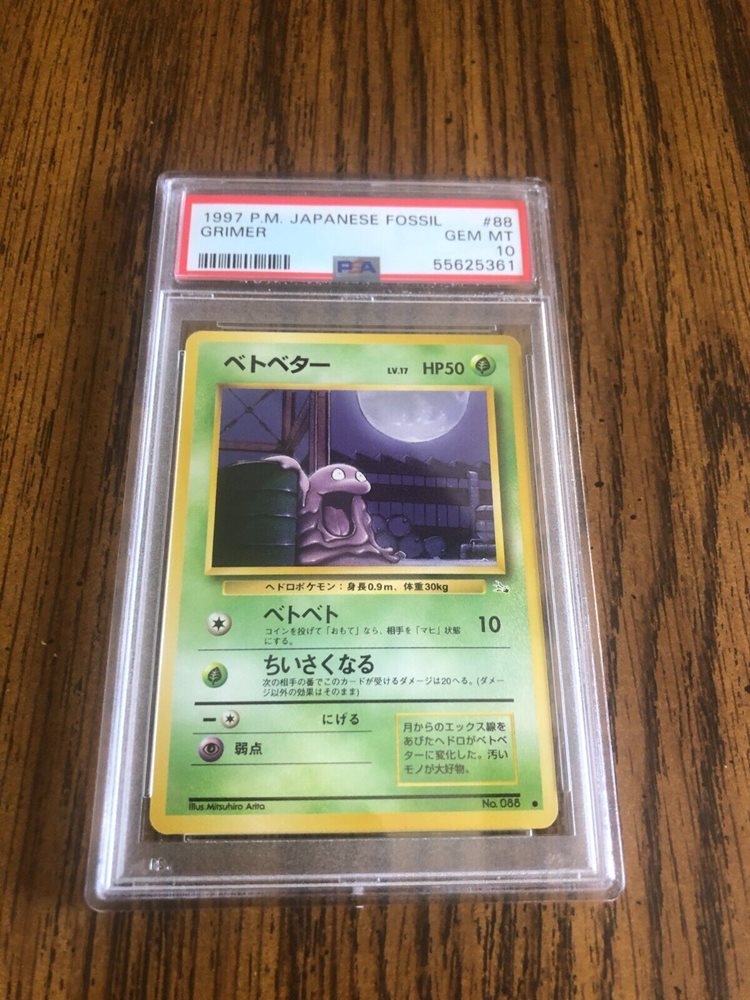 1997 P.M. JAPANESE FOSSIL #88
GRIMER GEM MT
10
PSA 55625361
ベトベター LV.17 HP50
ヘドロポケモン：身長0.9m、体重30kg
ベトベト 10
コインを投げて「おもて」なら、相手を「マヒ」状態
にする。
ちいさくなる
次の相手の番でこのカードが受けるダメージは20へる。(ダメー
ジ以外の効果はそのまま)
にげる
弱点
月からのエックス線を
あびたヘドロがベトベ
ターに変化した。汚い
モノが大好物。
Illus.Mitsuhiro Arita No.088